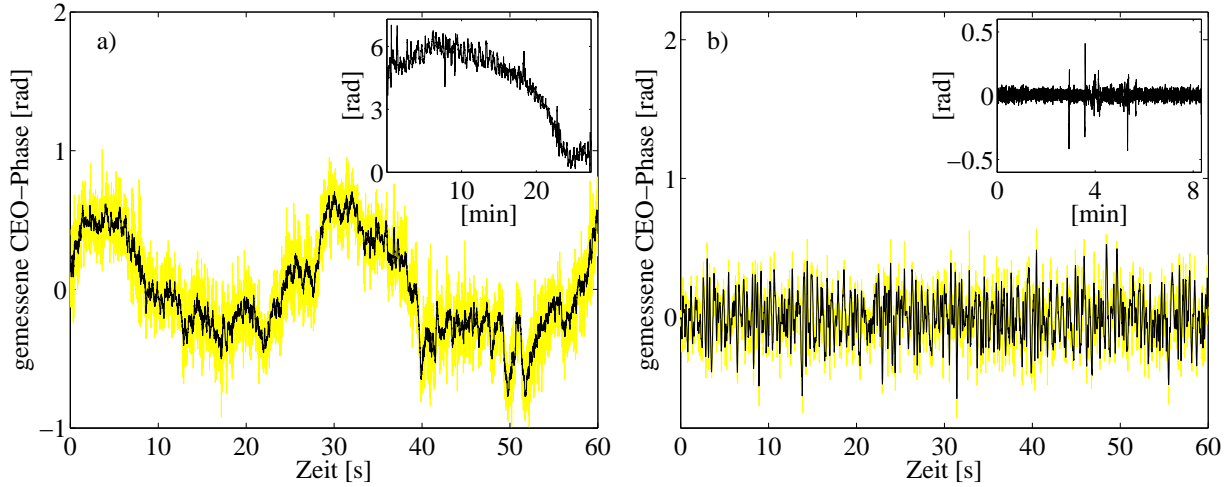 a)
gemessene CEO−Phase [rad]
2
1
0
−1
0 10 20 30 40 50 60
Zeit [s]
[rad]
6
3
0
10 20
[min]
b)
gemessene CEO−Phase [rad]
2
1
0
0 10 20 30 40 50 60
Zeit [s]
[rad]
0.5
0
−0.5
0 4 8
[min]